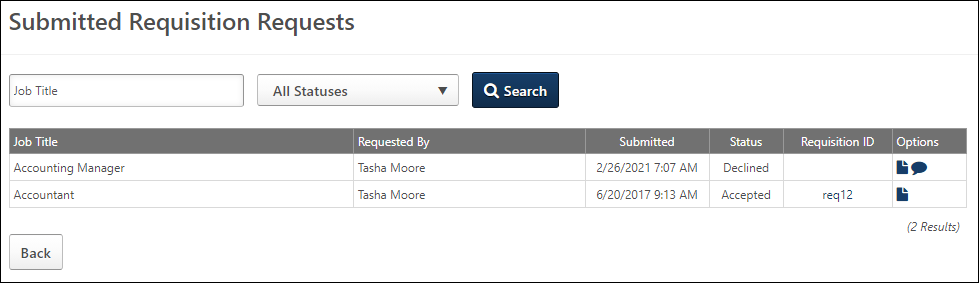 Submitted Requisition Requests
Job Title All Statuses Search
Job Title Requested By Submitted Status Requisition ID Options
Accounting Manager Tasha Moore 2/26/2021 7:07 AM Declined
Accountant Tasha Moore 6/20/2017 9:13 AM Accepted req12
(2 Results)
Back